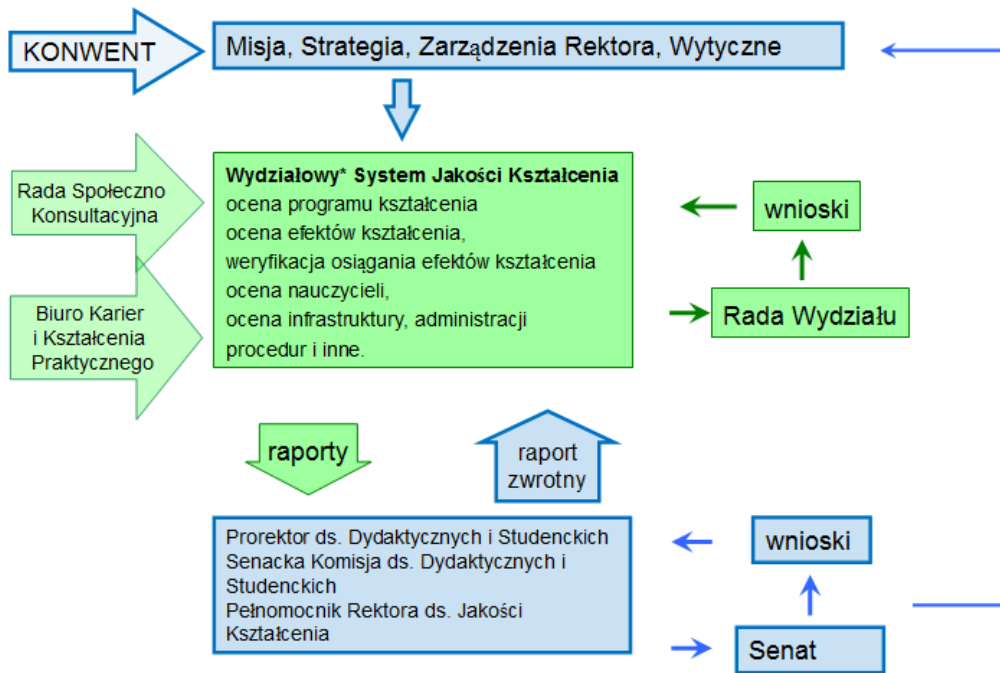 KONWENT
Misja, Strategia, Zarządzenia Rektora, Wytyczne
Rada Społeczno
Konsultacyjna
Biuro Karier
i Kształcenia
Praktycznego
Wydziałowy* System Jakości Kształcenia
ocena programu kształcenia
ocena efektów kształcenia,
weryfikacja osiągania efektów kształcenia
ocena nauczycieli,
ocena infrastruktury, administracji
procedur i inne.
wnioski
Rada Wydziału
raporty
raport
zwrotny
Prorektor ds. Dydaktycznych i Studenckich
Senacka Komisja ds. Dydaktycznych i
Studenckich
Pełnomocnik Rektora ds. Jakości
Kształcenia
wnioski
Senat